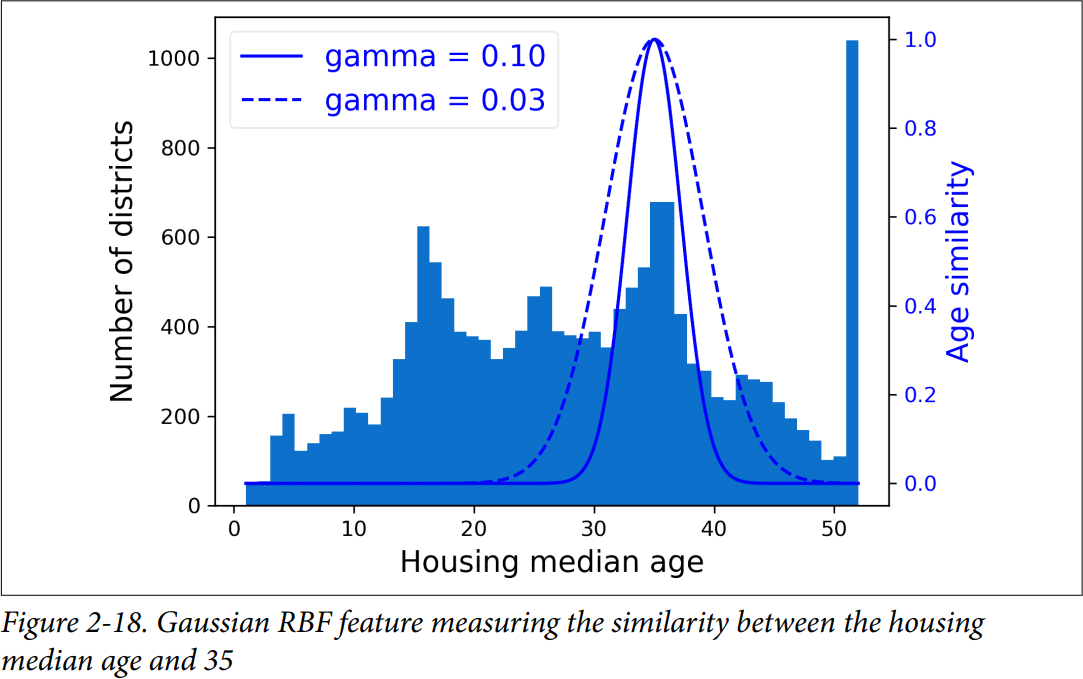 gamma = 0.10
gamma = 0.03
Number of districts
1000
800
600
400
200
0
0 10 20 30 40 50
Housing median age
1.0
0.8
0.6
0.4
0.2
0.0
Age similarity
Figure 2-18. Gaussian RBF feature measuring the similarity between the housing
median age and 35